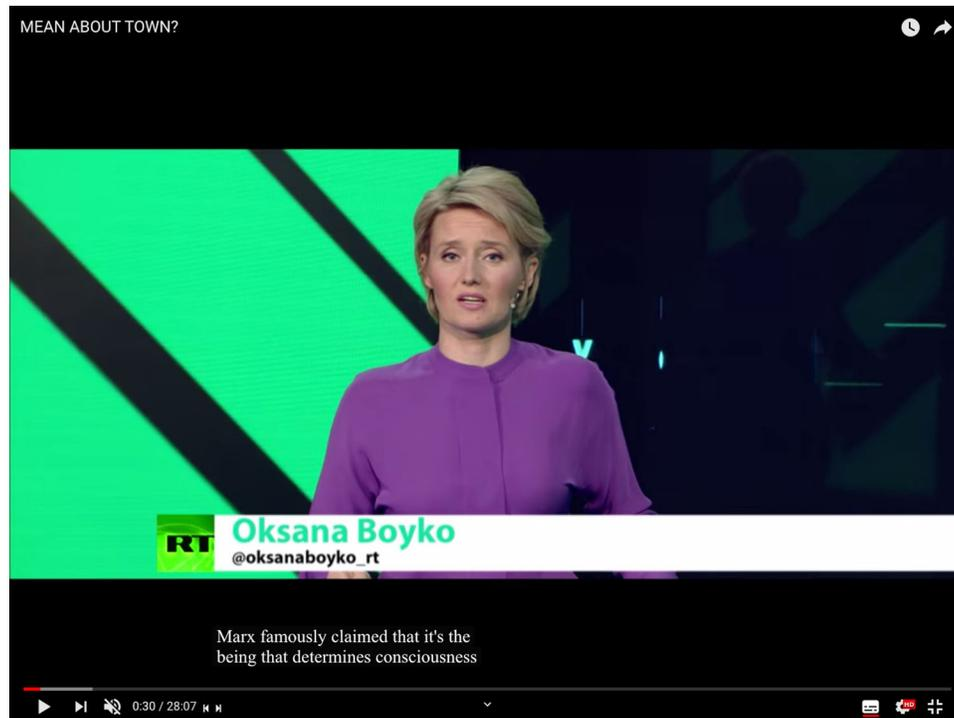 MEAN ABOUT TOWN?
Y
RT
Oksana Boyko
@oksanaboyko_rt
Marx famously claimed that it's the
being that determines consciousness
0:30 / 28:07
HD